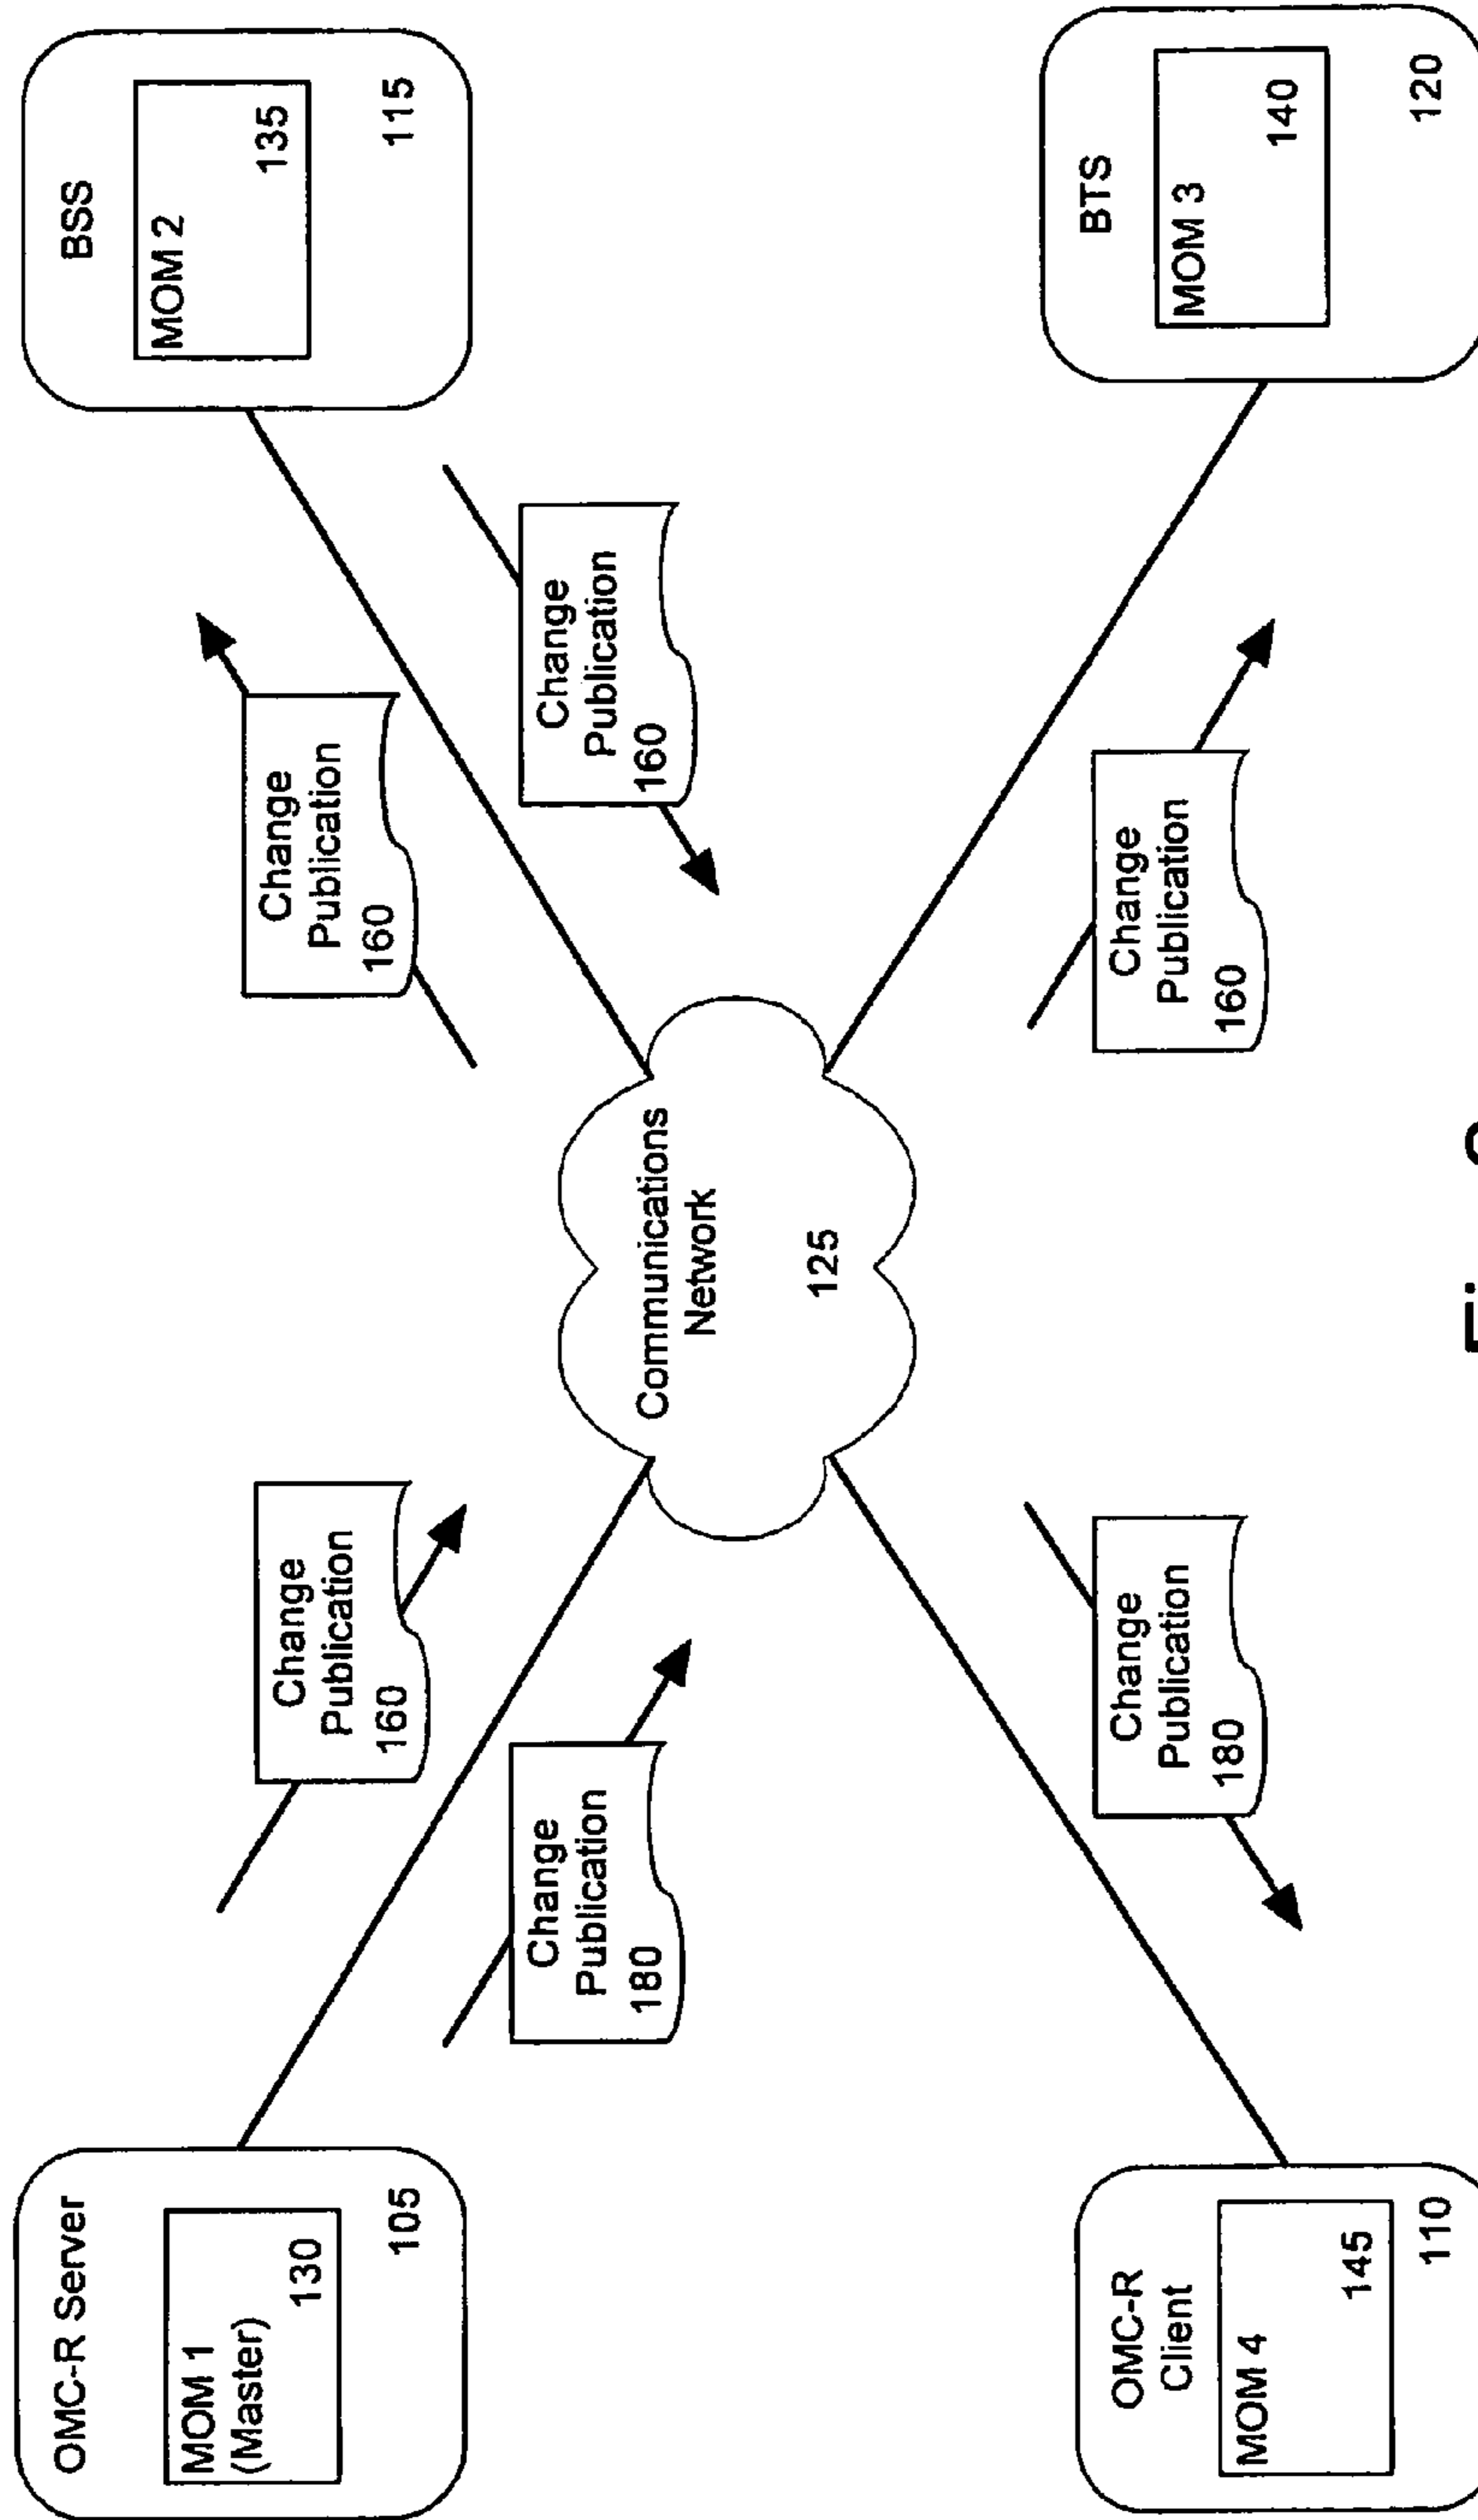 OMC-R Server
MOM 1
(Master)
130
105
Change
Publication
160
Change
Publication
180
Change
Publication
160
Change
Publication
160
BSS
MOM 2
135
115
Communications
Network
125
OMC-R
Client
MOM 4
145
110
Change
Publication
180
Change
Publication
160
BTS
MOM 3
140
120